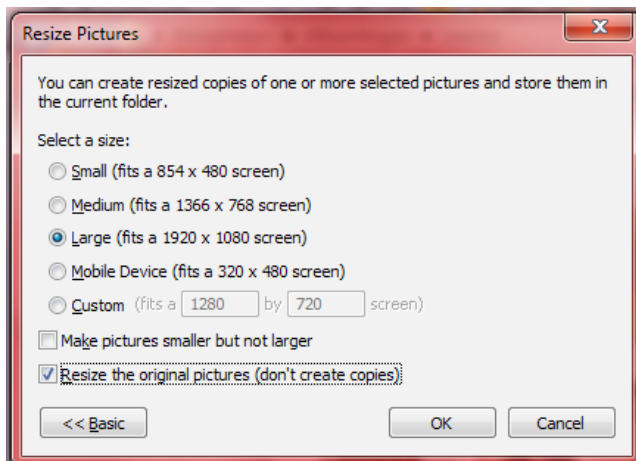 Resize Pictures
You can create resized copies of one or more selected pictures and store them in
the current folder.
Select a size:
Small (fits a 854 x 480 screen)
Medium (fits a 1366 x 768 screen)
Large (fits a 1920 x 1080 screen)
Mobile Device (fits a 320 x 480 screen)
Custom (fits a 1280 by 720 screen)
Make pictures smaller but not larger
Resize the original pictures (don't create copies)
<< Basic OK Cancel